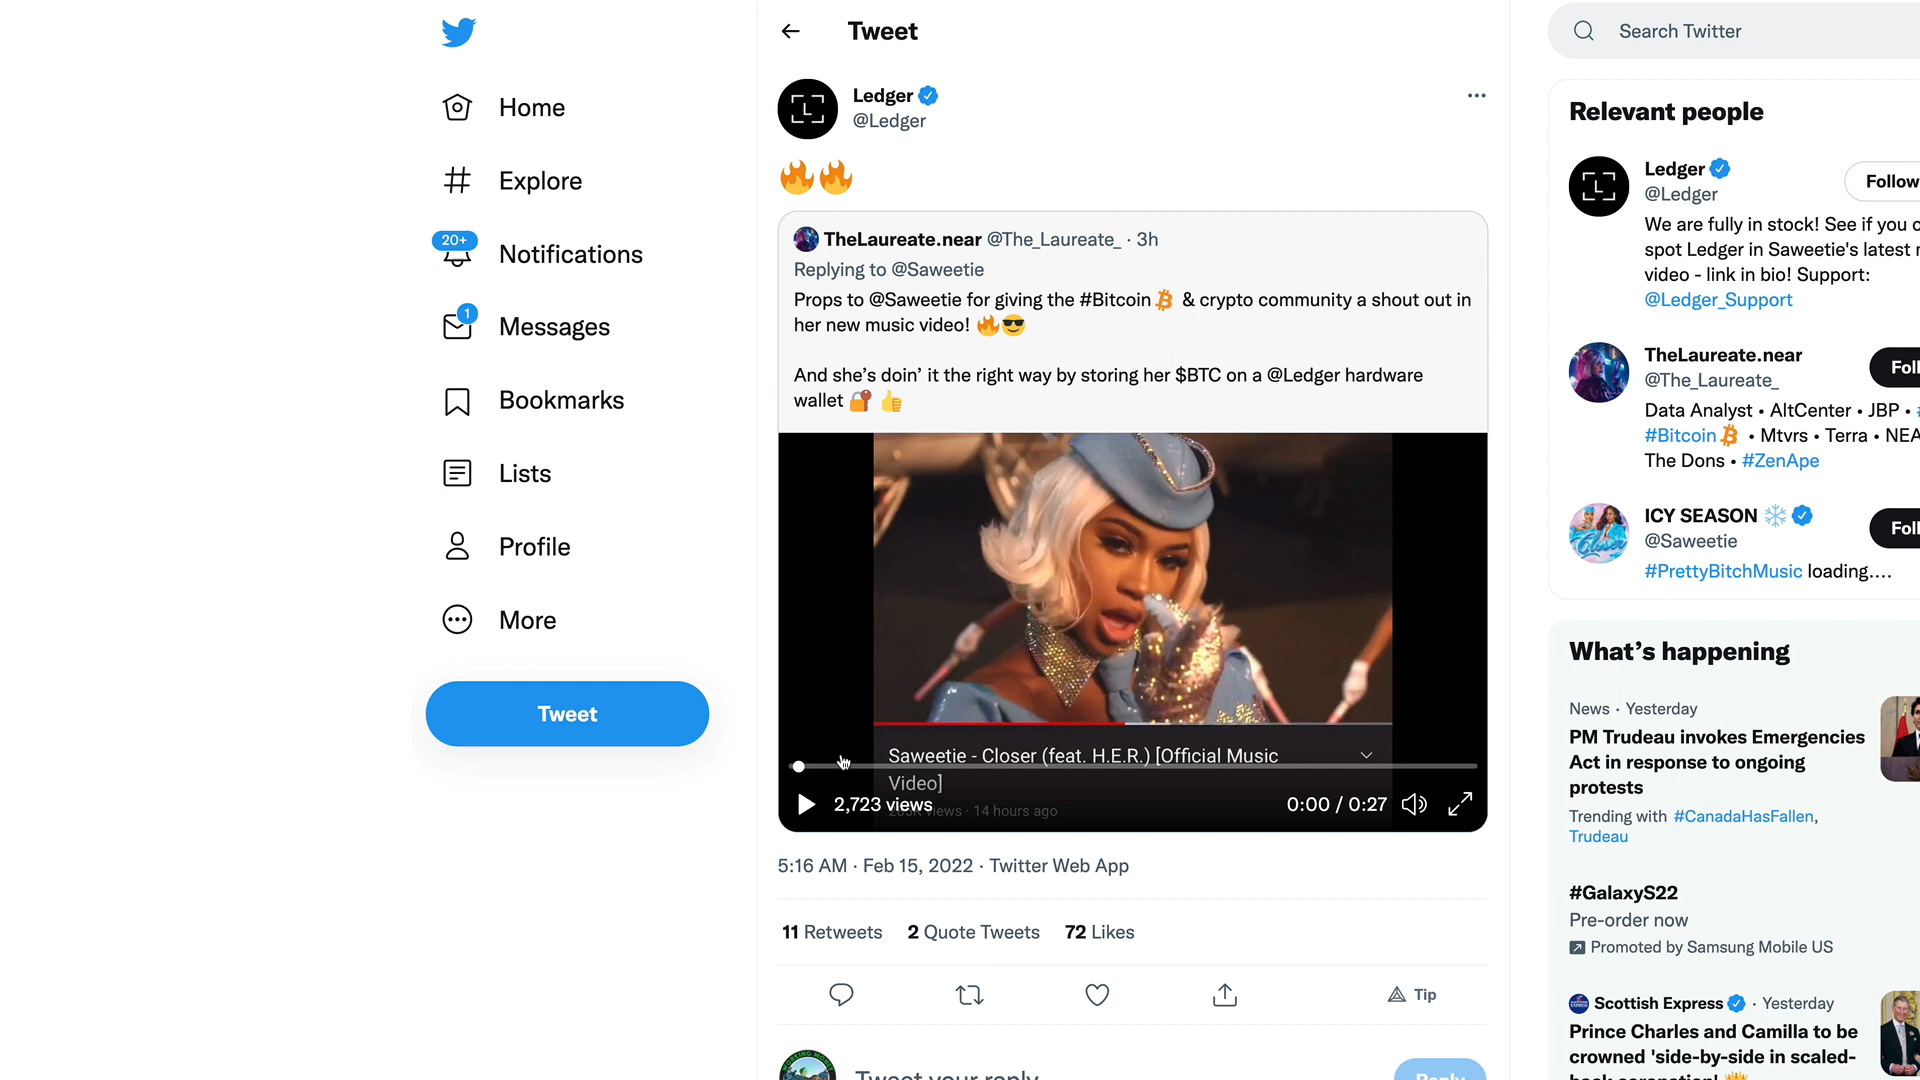 Home
Explore
20+
Notifications
1
Messages
Bookmarks
Lists
Profile
More
Tweet
Tweet
Ledger
@Ledger
🔥🔥
TheLaureate.near @The_Laureate_ · 3h
Replying to @Saweetie
Props to @Saweetie for giving the #Bitcoin & crypto community a shout out in
her new music video! 🔥😎
And she's doin' it the right way by storing her $BTC on a @Ledger hardware
wallet 🔐 👍
Saweetie - Closer (feat. H.E.R.) [Official Music
Video]
views · 14 hours ago
2,723 views
0:00 / 0:27
5:16 AM · Feb 15, 2022 · Twitter Web App
11 Retweets 2 Quote Tweets 72 Likes
Tip
Tweet your reply
Reply
Search Twitter
Relevant people
Ledger
@Ledger
Follow
We are fully in stock! See if you
spot Ledger in Saweetie's latest
video - link in bio! Support:
@Ledger_Support
TheLaureate.near
@The_Laureate_
Foll
Data Analyst • AltCenter • JBP •
#Bitcoin • Mtvrs • Terra • NEA
The Dons • #ZenApe
ICY SEASON ❄️
@Saweetie
Foll
#PrettyBitchMusic loading....
What's happening
News · Yesterday
PM Trudeau invokes Emergencies
Act in response to ongoing
protests
Trending with #CanadaHasFallen,
Trudeau
#GalaxyS22
Pre-order now
Promoted by Samsung Mobile US
Scottish Express · Yesterday
Prince Charles and Camilla to be
crowned 'side-by-side in scaled-
back coronation'